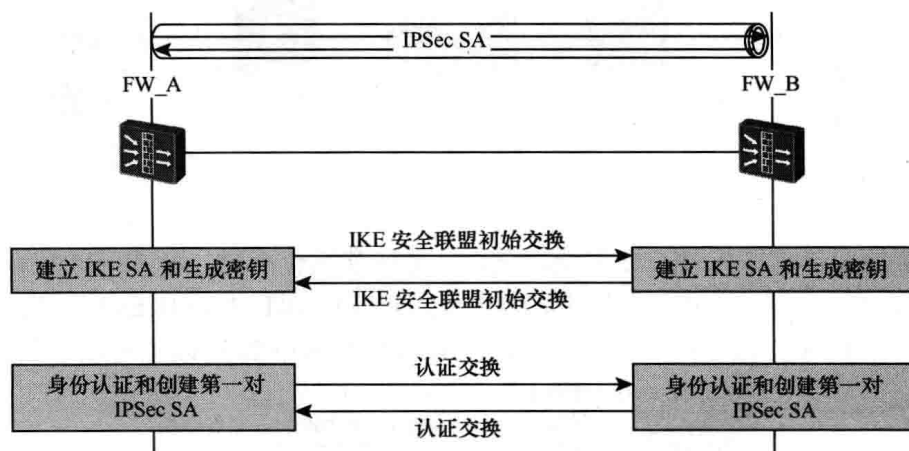 IPSec SA
FW_A
FW_B
IKE 安全联盟初始交换
建立 IKE SA 和生成密钥
建立 IKE SA 和生成密钥
IKE 安全联盟初始交换
身份认证和创建第一对
IPSec SA
认证交换
认证交换
身份认证和创建第一对
IPSec SA